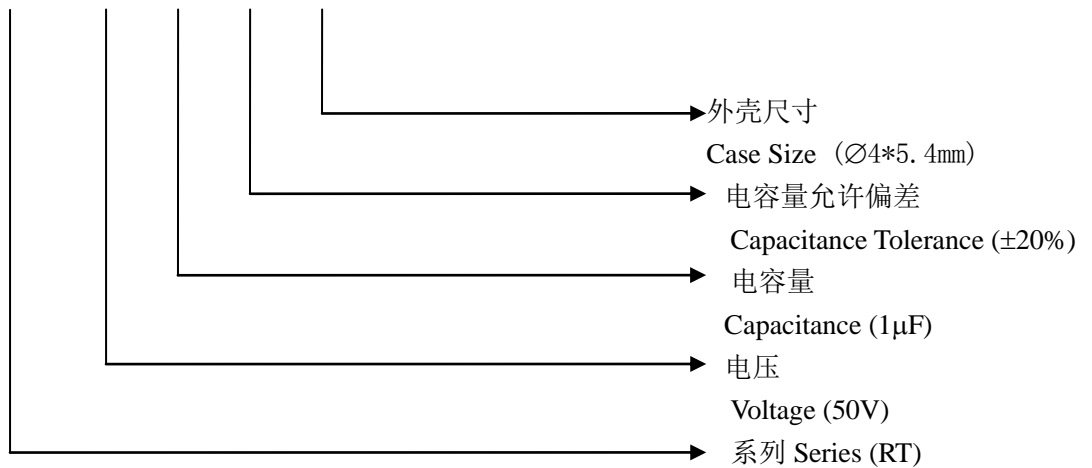 外壳尺寸
Case Size (∅4*5.4㎜)
电容量允许偏差
Capacitance Tolerance (±20%)
电容量
Capacitance (1μF)
电压
Voltage (50V)
系列 Series (RT)